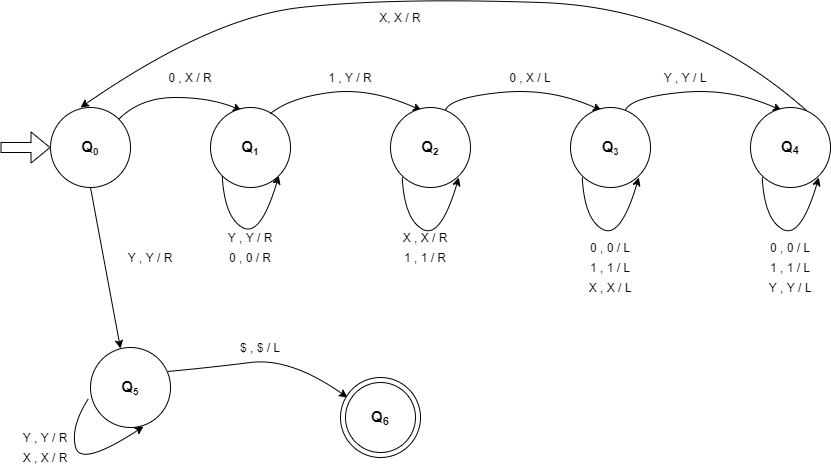 X, X / R
0 , X / R
1 , Y / R
0 , X / L
Y , Y / L
Q0
Q1
Q2
Q3
Q4
Y , Y / R
0 , 0 / R
X , X / R
1 , 1 / R
0 , 0 / L
1 , 1 / L
X , X / L
0 , 0 / L
1 , 1 / L
Y , Y / L
Y , Y / R
$ , $ / L
Q5
Q6
Y , Y / R
X , X / R